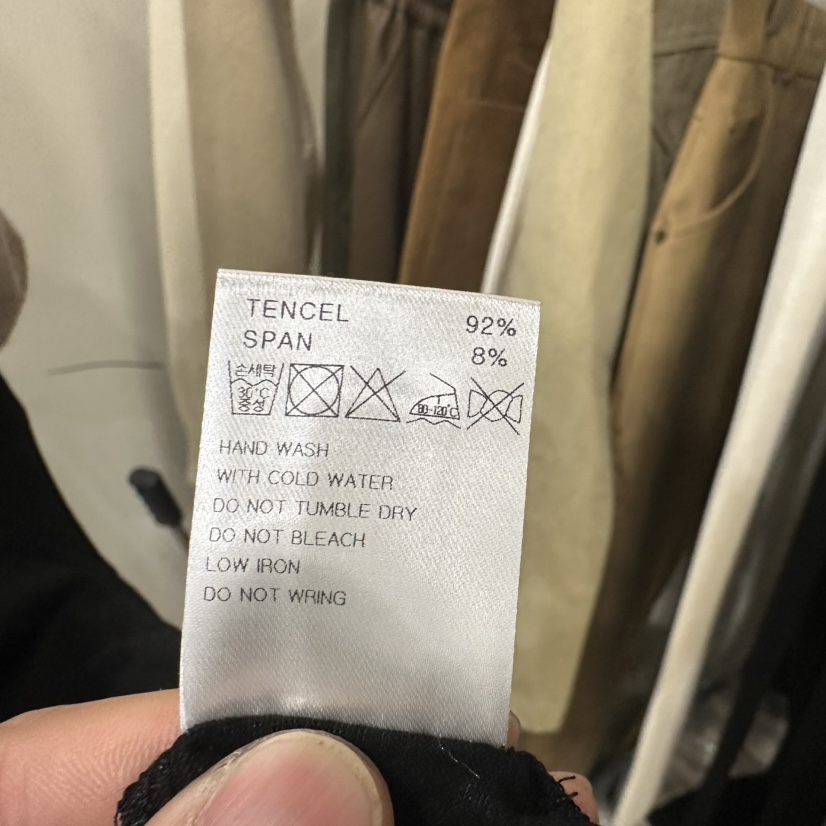 TENCEL 92%
SPAN 8%
손세탁
30°C
중성
80-120°C
HAND WASH
WITH COLD WATER
DO NOT TUMBLE DRY
DO NOT BLEACH
LOW IRON
DO NOT WRING